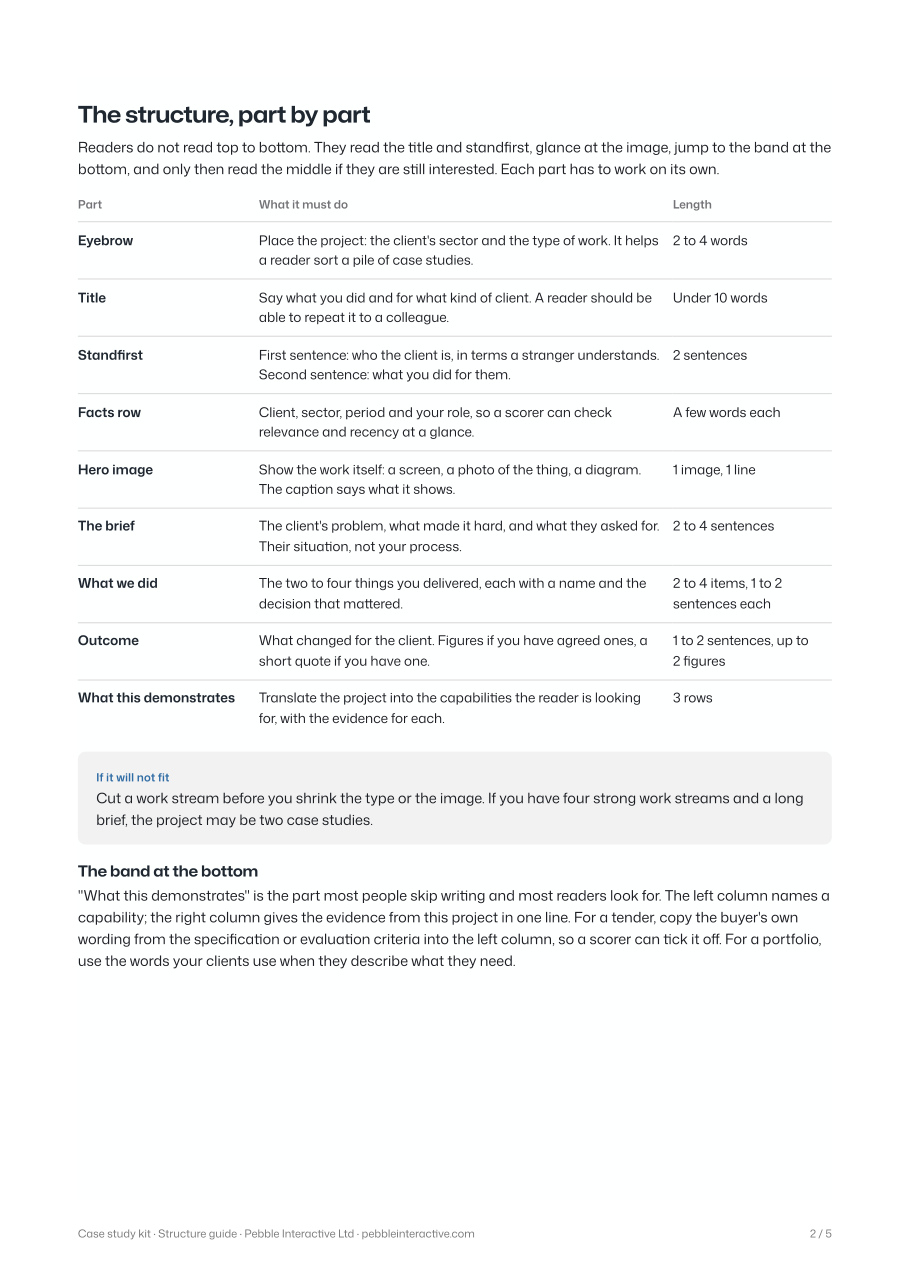 The structure, part by part
Readers do not read top to bottom. They read the title and standfirst, glance at the image, jump to the band at the
bottom, and only then read the middle if they are still interested. Each part has to work on its own.
Part What it must do Length
Eyebrow Place the project: the client's sector and the type of work. It helps 2 to 4 words
a reader sort a pile of case studies.
Title Say what you did and for what kind of client. A reader should be Under 10 words
able to repeat it to a colleague.
Standfirst First sentence: who the client is, in terms a stranger understands. 2 sentences
Second sentence: what you did for them.
Facts row Client, sector, period and your role, so a scorer can check A few words each
relevance and recency at a glance.
Hero image Show the work itself: a screen, a photo of the thing, a diagram. 1 image, 1 line
The caption says what it shows.
The brief The client's problem, what made it hard, and what they asked for. 2 to 4 sentences
Their situation, not your process.
What we did The two to four things you delivered, each with a name and the 2 to 4 items, 1 to 2
decision that mattered. sentences each
Outcome What changed for the client. Figures if you have agreed ones, a 1 to 2 sentences, up to
short quote if you have one. 2 figures
What this demonstrates Translate the project into the capabilities the reader is looking 3 rows
for, with the evidence for each.
If it will not fit
Cut a work stream before you shrink the type or the image. If you have four strong work streams and a long
brief, the project may be two case studies.
The band at the bottom
"What this demonstrates" is the part most people skip writing and most readers look for. The left column names a
capability; the right column gives the evidence from this project in one line. For a tender, copy the buyer's own
wording from the specification or evaluation criteria into the left column, so a scorer can tick it off. For a portfolio,
use the words your clients use when they describe what they need.
Case study kit · Structure guide · Pebble Interactive Ltd · pebbleinteractive.com 2 / 5